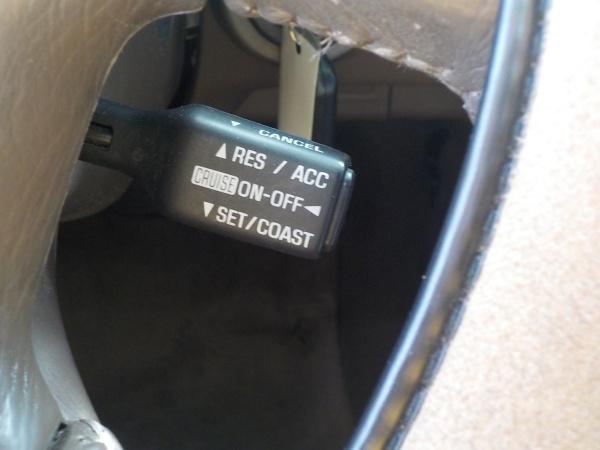 ▼ CANCEL
▲ RES / ACC
CRUISE ON-OFF ◀
▼ SET/COAST